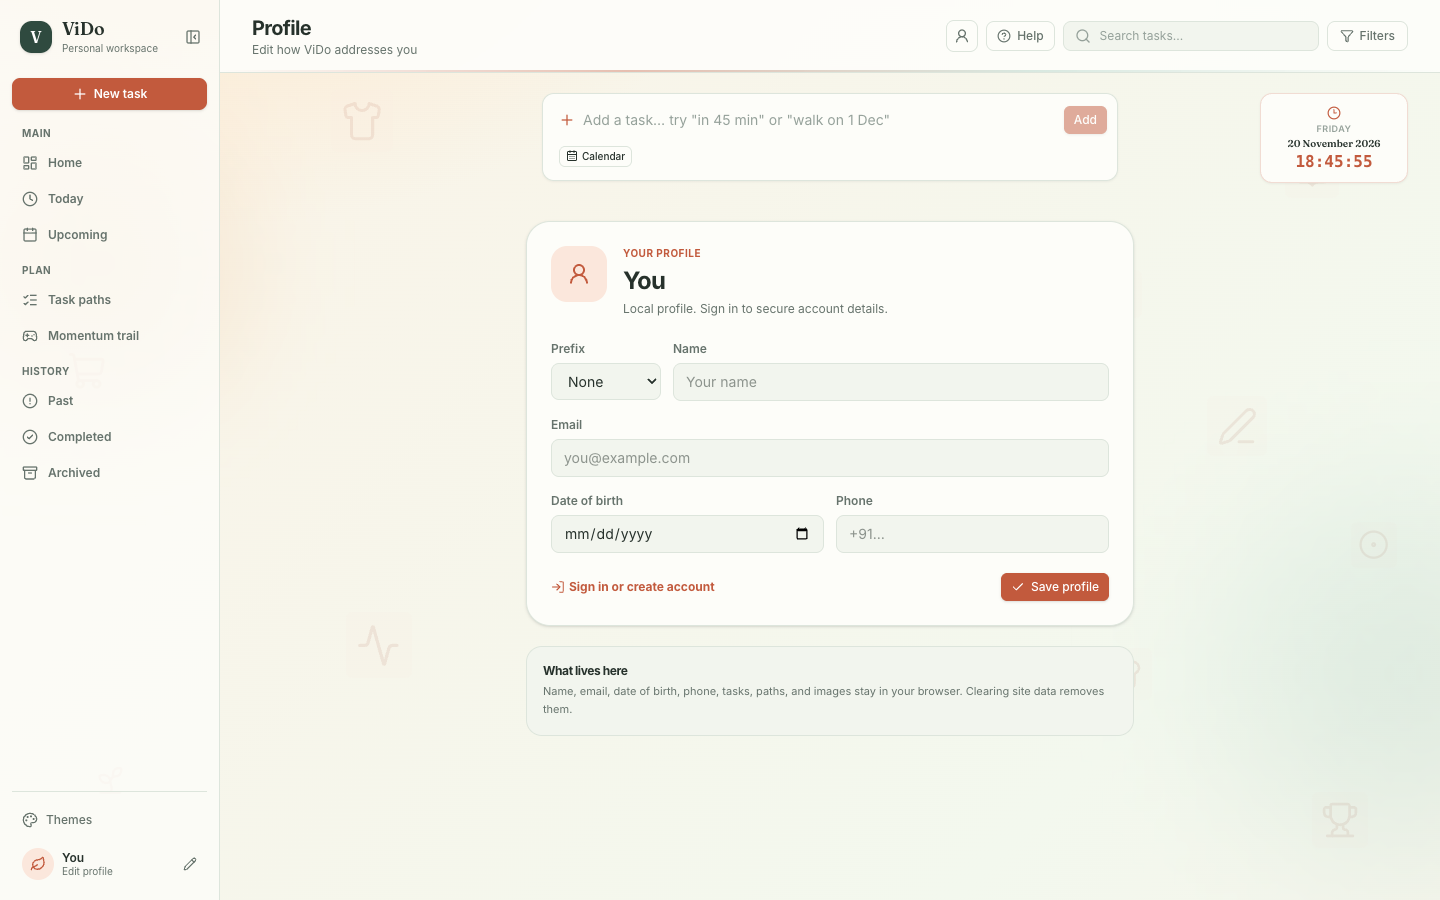 V
ViDo
Personal workspace
New task
MAIN
Home
Today
Upcoming
PLAN
Task paths
Momentum trail
HISTORY
Past
Completed
Archived
Themes
You
Edit profile
Profile
Edit how ViDo addresses you
Help
Search tasks...
Filters
Add a task... try "in 45 min" or "walk on 1 Dec"
Add
Calendar
FRIDAY
20 November 2026
18:45:55
YOUR PROFILE
You
Local profile. Sign in to secure account details.
Prefix
Name
None
Your name
Email
you@example.com
Date of birth
Phone
mm/dd/yyyy
+91...
Sign in or create account
Save profile
What lives here
Name, email, date of birth, phone, tasks, paths, and images stay in your browser. Clearing site data removes
them.